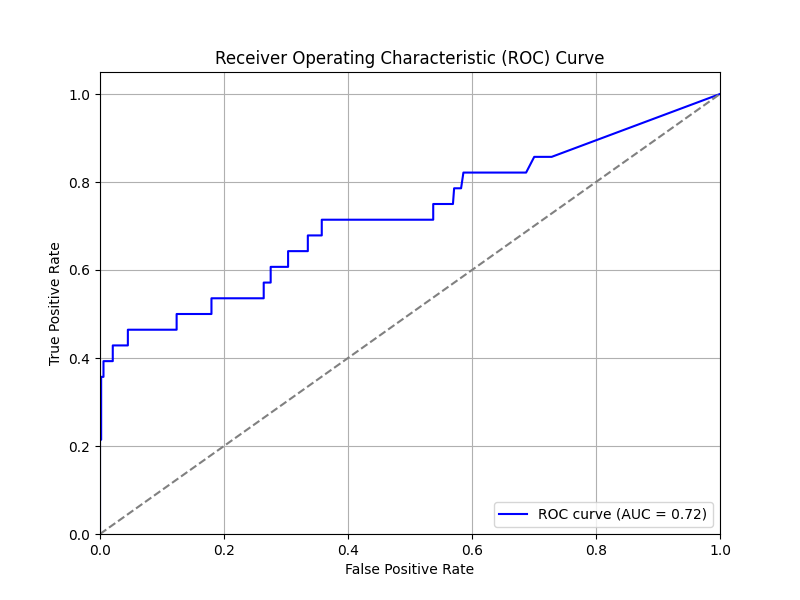 Receiver Operating Characteristic (ROC) Curve
True Positive Rate
1.0
0.8
0.6
0.4
0.2
0.0
0.0 0.2 0.4 0.6 0.8 1.0
False Positive Rate
ROC curve (AUC = 0.72)